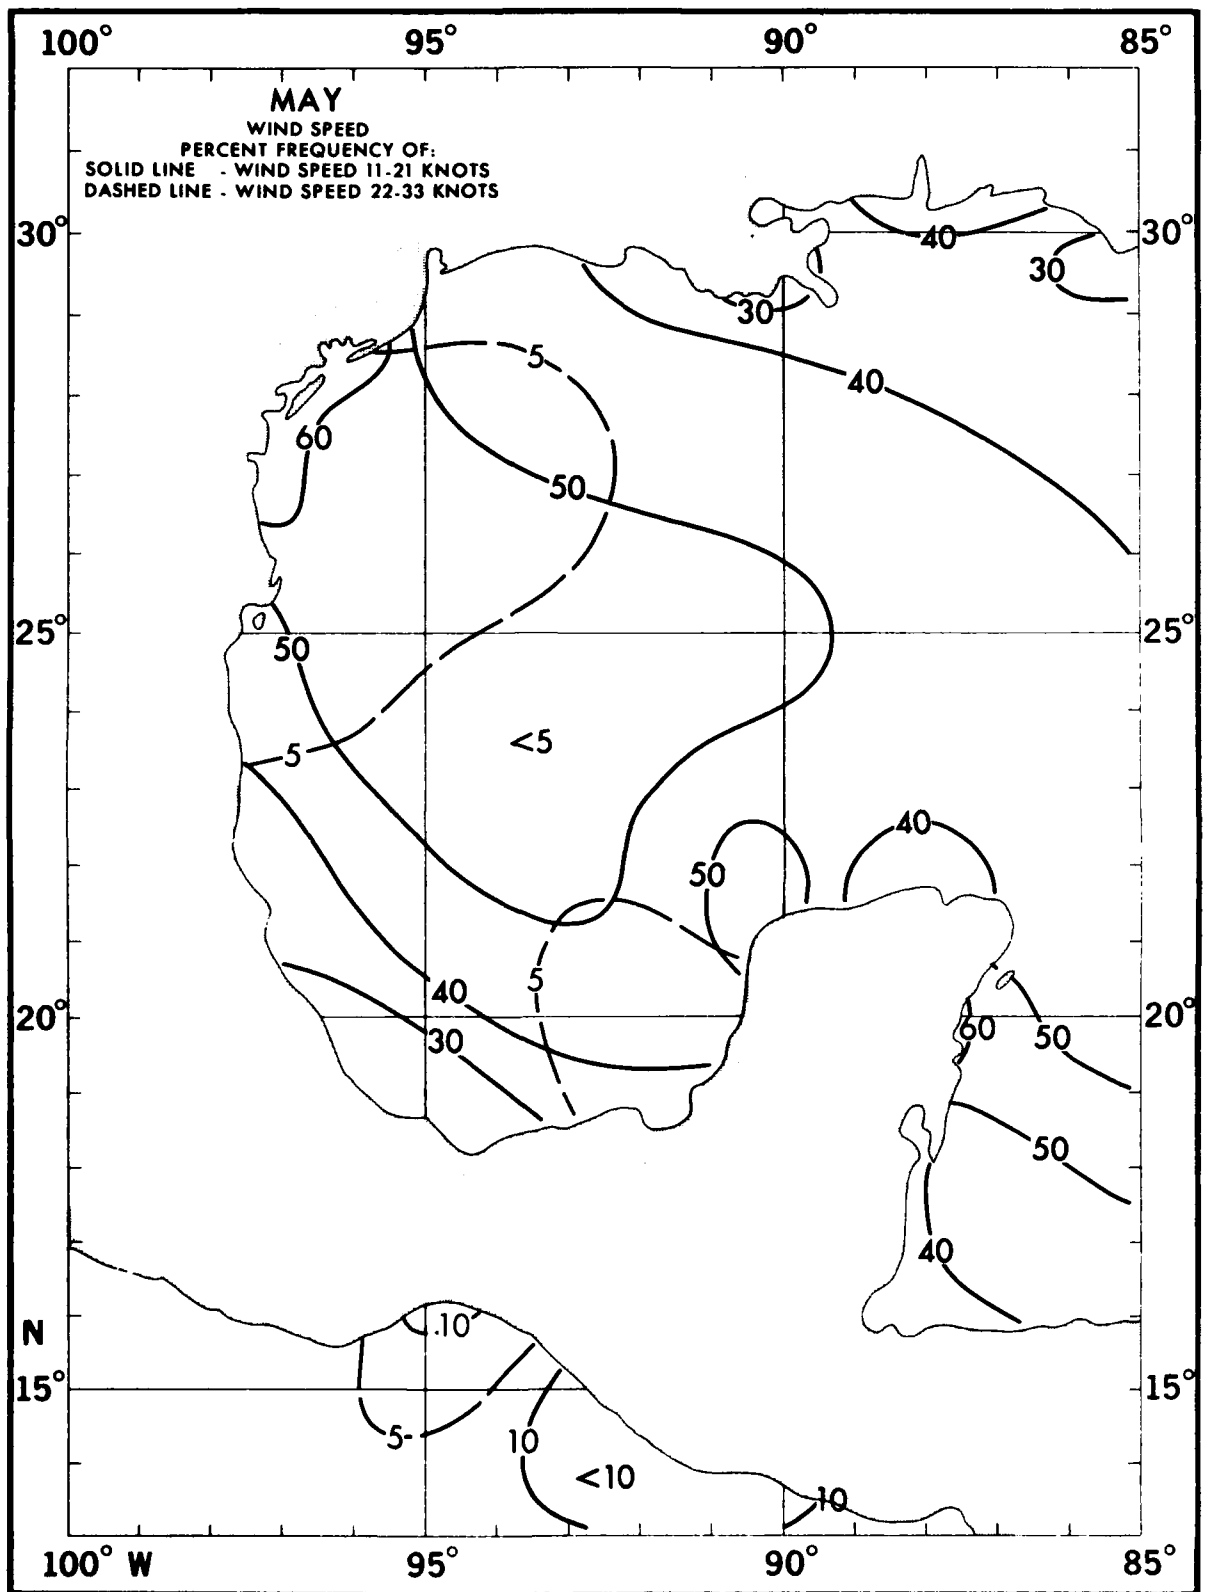 100° 95° 90° 85°
MAY
WIND SPEED
PERCENT FREQUENCY OF:
SOLID LINE - WIND SPEED 11-21 KNOTS
DASHED LINE - WIND SPEED 22-33 KNOTS
30° 40 30°
30
30
5
40
60
50
25° 25°
50
<5
5
40
50
5
40
20° 60 50 20°
30
50
40
N .10
15° 15°
5- 10
<10
10
100° W 95° 90° 85°